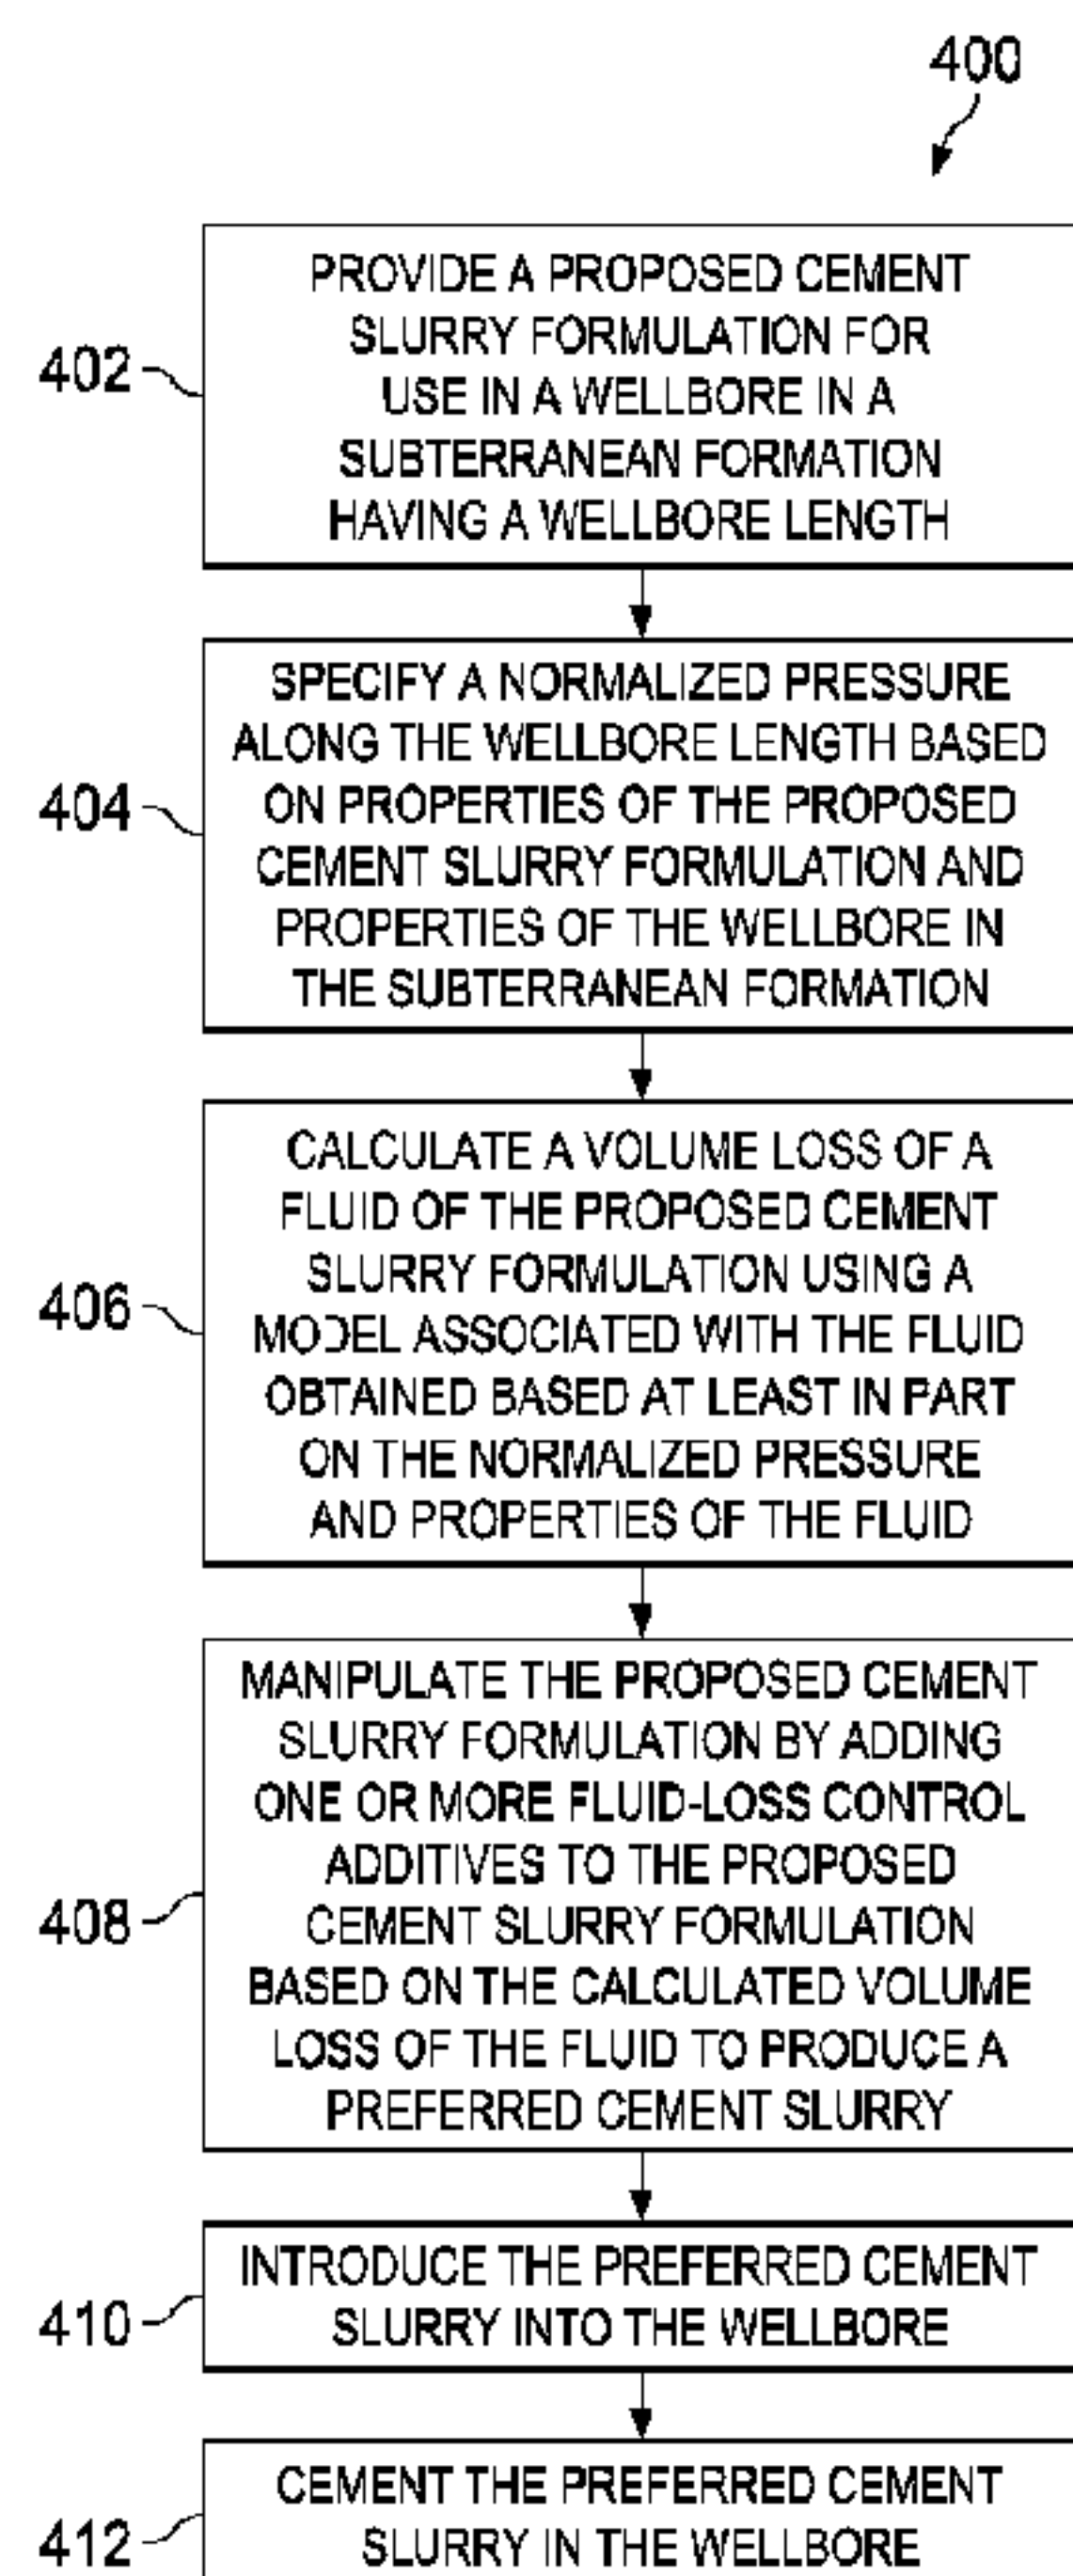 400
402
PROVIDE A PROPOSED CEMENT
SLURRY FORMULATION FOR
USE IN A WELLBORE IN A
SUBTERRANEAN FORMATION
HAVING A WELLBORE LENGTH
404
SPECIFY A NORMALIZED PRESSURE
ALONG THE WELLBORE LENGTH BASED
ON PROPERTIES OF THE PROPOSED
CEMENT SLURRY FORMULATION AND
PROPERTIES OF THE WELLBORE IN
THE SUBTERRANEAN FORMATION
406
CALCULATE A VOLUME LOSS OF A
FLUID OF THE PROPOSED CEMENT
SLURRY FORMULATION USING A
MODEL ASSOCIATED WITH THE FLUID
OBTAINED BASED AT LEAST IN PART
ON THE NORMALIZED PRESSURE
AND PROPERTIES OF THE FLUID
408
MANIPULATE THE PROPOSED CEMENT
SLURRY FORMULATION BY ADDING
ONE OR MORE FLUID-LOSS CONTROL
ADDITIVES TO THE PROPOSED
CEMENT SLURRY FORMULATION
BASED ON THE CALCULATED VOLUME
LOSS OF THE FLUID TO PRODUCE A
PREFERRED CEMENT SLURRY
410
INTRODUCE THE PREFERRED CEMENT
SLURRY INTO THE WELLBORE
412
CEMENT THE PREFERRED CEMENT
SLURRY IN THE WELLBORE